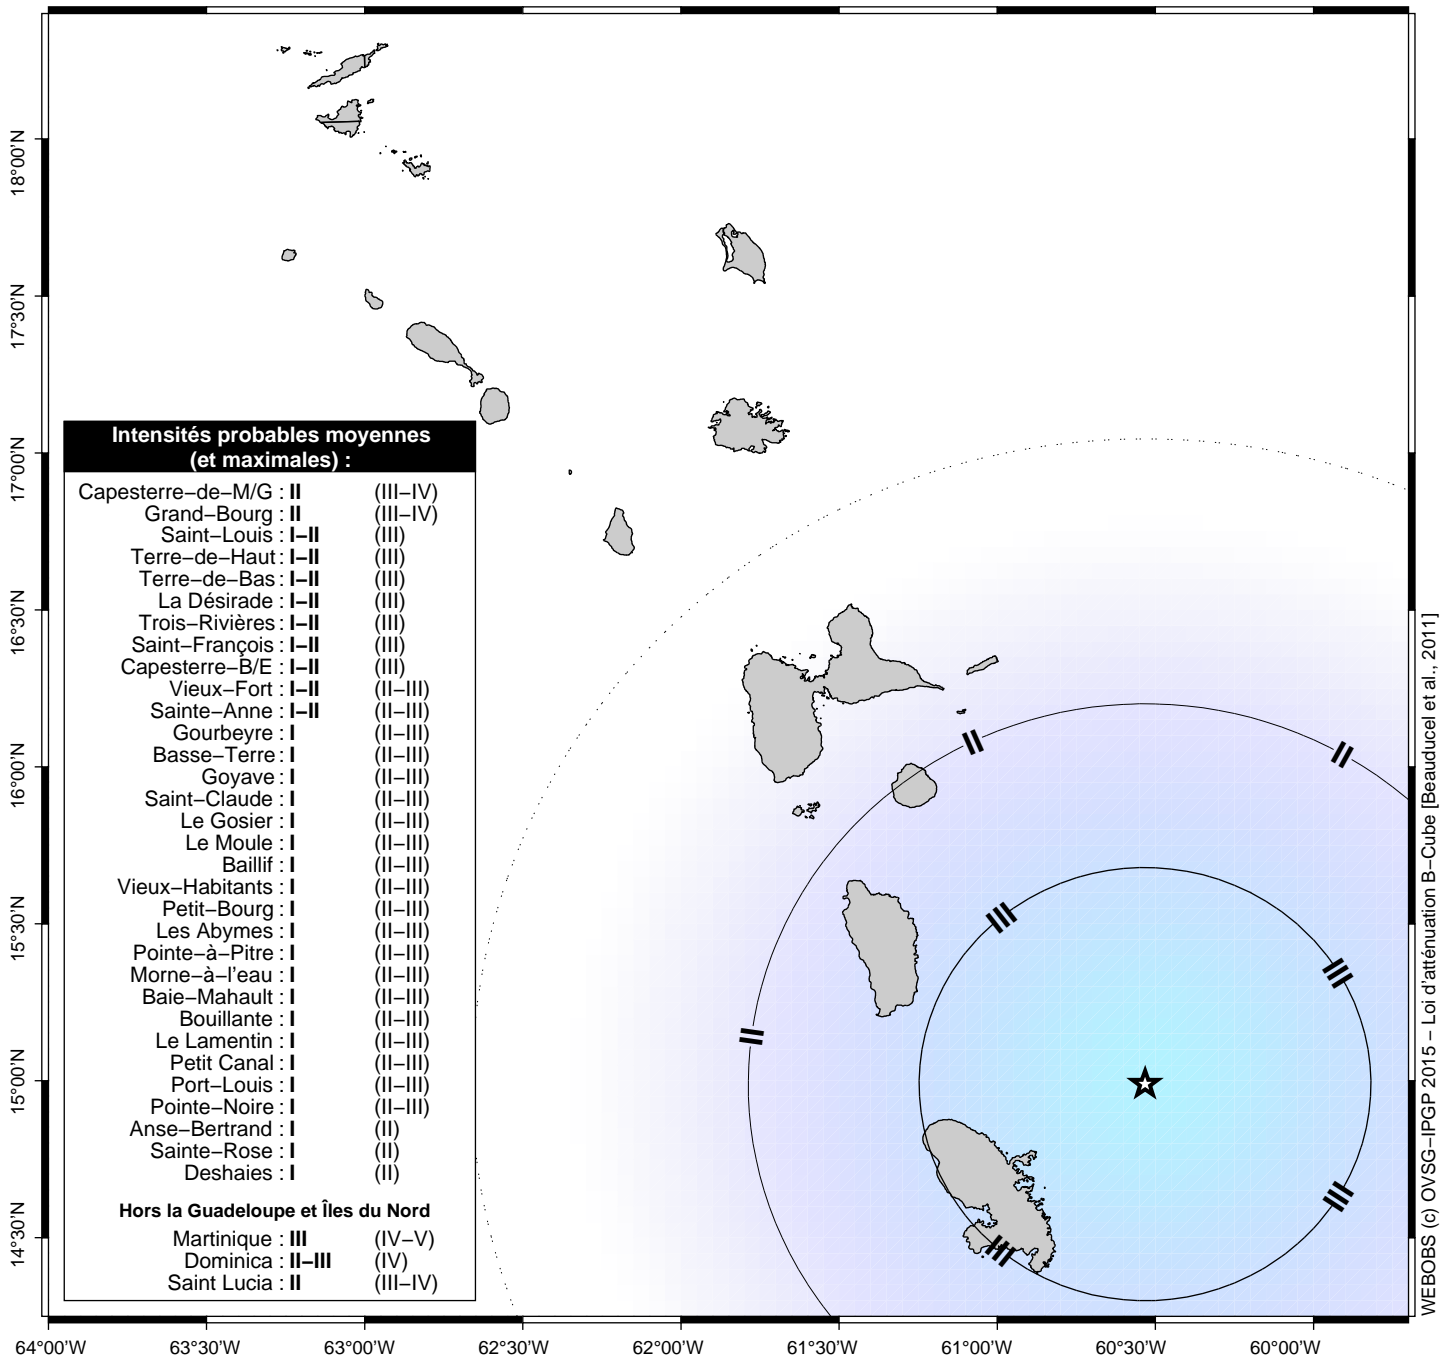 Intensités probables moyennes
(et maximales) :
Capesterre−de−M/G : II (III−IV)
Grand−Bourg : II (III−IV)
Saint−Louis : I−II (III)
Terre−de−Haut : I−II (III)
Terre−de−Bas : I−II (III)
La Désirade : I−II (III)
Trois−Rivières : I−II (III)
Saint−François : I−II (III)
Capesterre−B/E : I−II (III)
Vieux−Fort : I−II (II−III)
Sainte−Anne : I−II (II−III)
Gourbeyre : I (II−III)
Basse−Terre : I (II−III)
Goyave : I (II−III)
Saint−Claude : I (II−III)
Le Gosier : I (II−III)
Le Moule : I (II−III)
Baillif : I (II−III)
Vieux−Habitants : I (II−III)
Petit−Bourg : I (II−III)
Les Abymes : I (II−III)
Pointe−à−Pitre : I (II−III)
Morne−à−l'eau : I (II−III)
Baie−Mahault : I (II−III)
Bouillante : I (II−III)
Le Lamentin : I (II−III)
Petit Canal : I (II−III)
Port−Louis : I (II−III)
Pointe−Noire : I (II−III)
Anse−Bertrand : I (II)
Sainte−Rose : I (II)
Deshaies : I (II)
Hors la Guadeloupe et Îles du Nord
Martinique : III (IV−V)
Dominica : II−III (IV)
Saint Lucia : II (III−IV)
18°00'N
17°30'N
17°00'N
16°30'N
16°00'N
15°30'N
15°00'N
14°30'N
64°00'W 63°30'W 63°00'W 62°30'W 62°00'W 61°30'W 61°00'W 60°30'W 60°00'W
II
II
II
III
III
III
III
WEBOBS (c) OVSG−IPGP 2015 − Loi d'atténuation B−Cube [Beauducel et al., 2011]